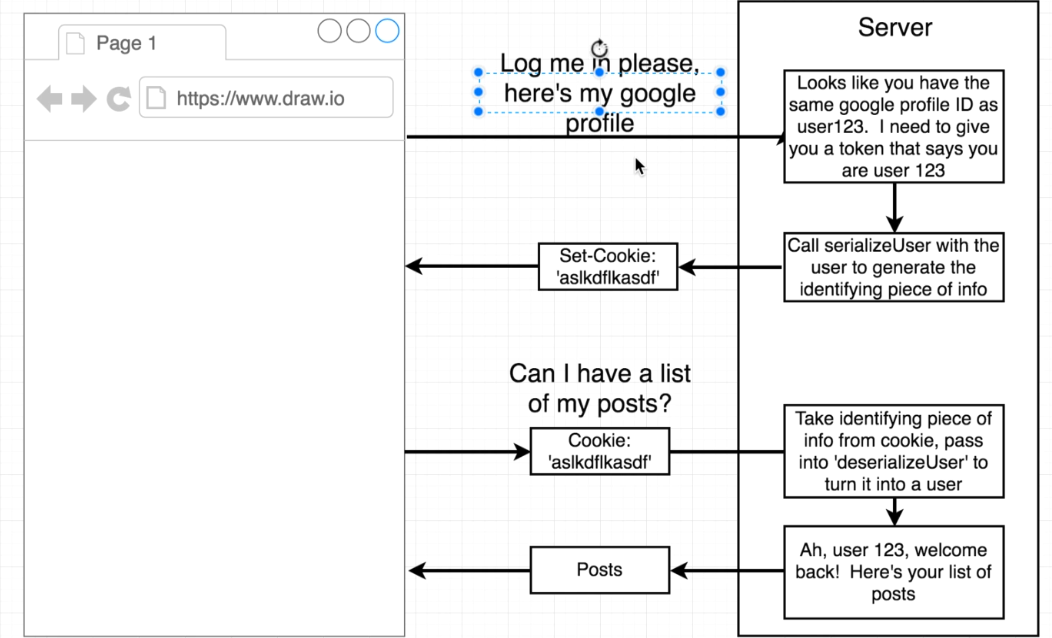 Page 1
https://www.draw.io
Log me in please,
here's my google
profile
Server
Looks like you have the
same google profile ID as
user123.  I need to give
you a token that says you
are user 123
Set-Cookie:
'aslkdflkasdf'
Call serializeUser with the
user to generate the
identifying piece of info
Can I have a list
of my posts?
Cookie:
'aslkdflkasdf'
Take identifying piece of
info from cookie, pass
into 'deserializeUser' to
turn it into a user
Posts
Ah, user 123, welcome
back!  Here's your list of
posts